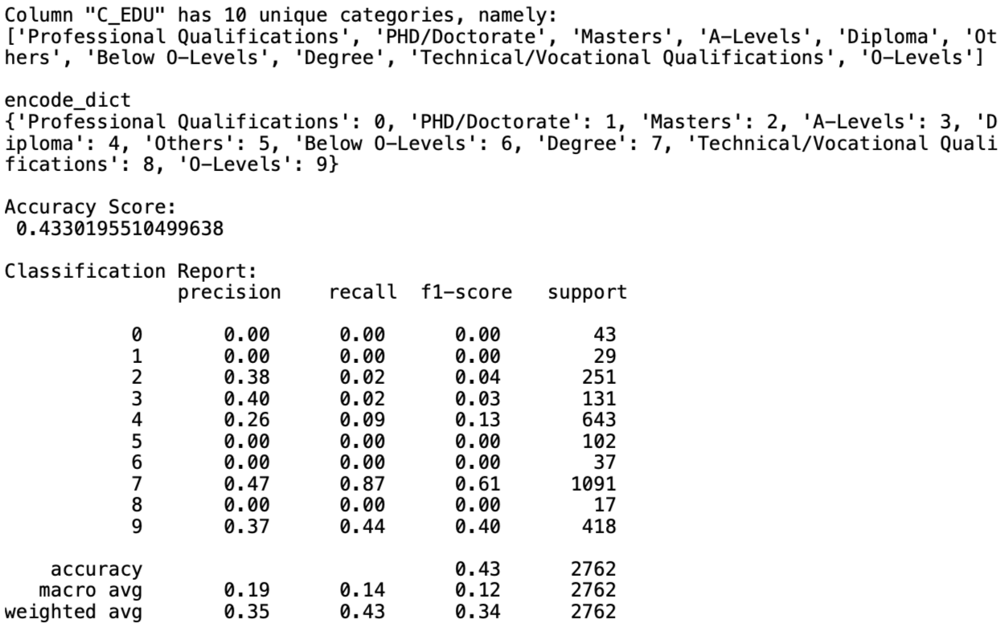 Column "C_EDU" has 10 unique categories, namely:
['Professional Qualifications', 'PHD/Doctorate', 'Masters', 'A-Levels', 'Diploma', 'Ot
hers', 'Below O-Levels', 'Degree', 'Technical/Vocational Qualifications', 'O-Levels']

encode_dict
{'Professional Qualifications': 0, 'PHD/Doctorate': 1, 'Masters': 2, 'A-Levels': 3, 'D
iploma': 4, 'Others': 5, 'Below O-Levels': 6, 'Degree': 7, 'Technical/Vocational Quali
fications': 8, 'O-Levels': 9}

Accuracy Score:
 0.4330195510499638

Classification Report:
               precision    recall  f1-score   support

           0       0.00      0.00      0.00        43
           1       0.00      0.00      0.00        29
           2       0.38      0.02      0.04       251
           3       0.40      0.02      0.03       131
           4       0.26      0.09      0.13       643
           5       0.00      0.00      0.00       102
           6       0.00      0.00      0.00        37
           7       0.47      0.87      0.61      1091
           8       0.00      0.00      0.00        17
           9       0.37      0.44      0.40       418

    accuracy                           0.43      2762
   macro avg       0.19      0.14      0.12      2762
weighted avg       0.35      0.43      0.34      2762